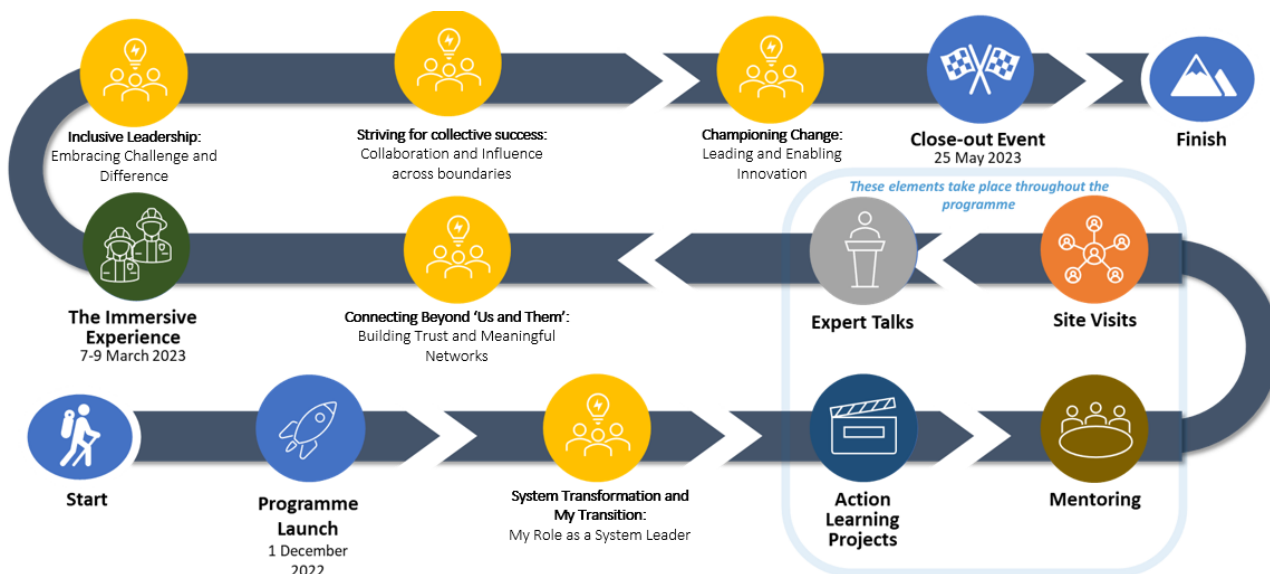 Inclusive Leadership:
Embracing Challenge and
Difference
Striving for collective success:
Collaboration and Influence
across boundaries
Championing Change:
Leading and Enabling
Innovation
Close-out Event
25 May 2023
Finish
These elements take place throughout the
programme
The Immersive
Experience
7-9 March 2023
Connecting Beyond ‘Us and Them’:
Building Trust and Meaningful
Networks
Expert Talks
Site Visits
Start
Programme
Launch
1 December
2022
System Transformation and
My Transition:
My Role as a System Leader
Action
Learning
Projects
Mentoring